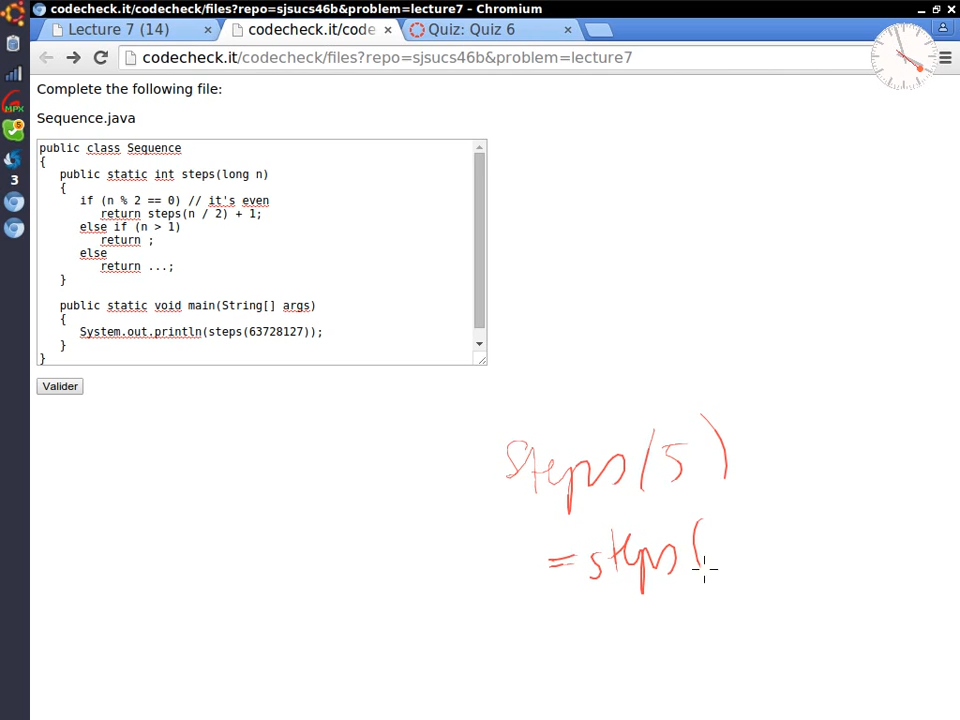 codecheck.it/codecheck/files?repo=sjsucs46b&problem=lecture7 - Chromium
Lecture 7 (14) × codecheck.it/code × Quiz: Quiz 6 ×
codecheck.it/codecheck/files?repo=sjsucs46b&problem=lecture7
MPX
3
Complete the following file:
Sequence.java
public class Sequence
{
   public static int steps(long n)
   {
      if (n % 2 == 0) // it's even
         return steps(n / 2) + 1;
      else if (n > 1)
         return ;
      else
         return ...;
   }
   public static void main(String[] args)
   {
      System.out.println(steps(63728127));
   }
}
Valider
steps(5)
= steps(